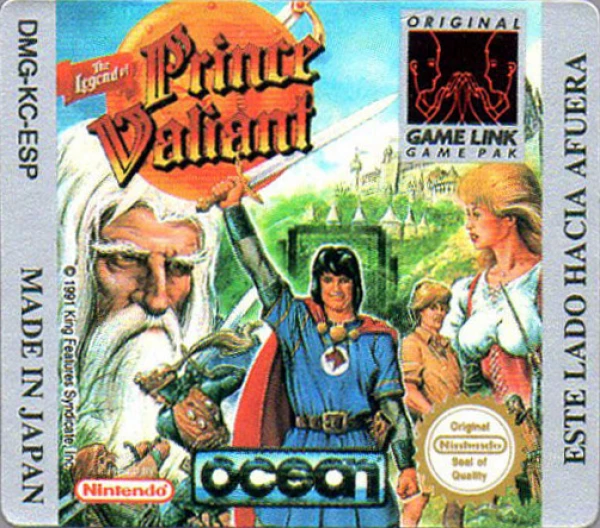 DMG-KC-ESP
MADE IN JAPAN
The
Legend of
Prince
Valiant
ORIGINAL
GAME LINK
GAME PAK
ESTE LADO HACIA AFUERA
© 1991 King Features Syndicate, Inc.
Nintendo
ocean
Original
Nintendo
Seal of
Quality